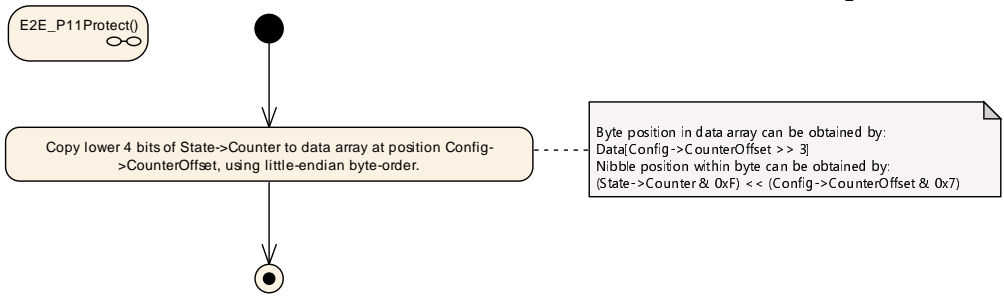 E2E_P11Protect()
Copy lower 4 bits of State->Counter to data array at position Config-
>CounterOffset, using little-endian byte-order.
Byte position in data array can be obtained by:
Data[Config->CounterOffset >> 3]
Nibble position within byte can be obtained by:
(State->Counter & 0xF) << (Config->CounterOffset & 0x7)